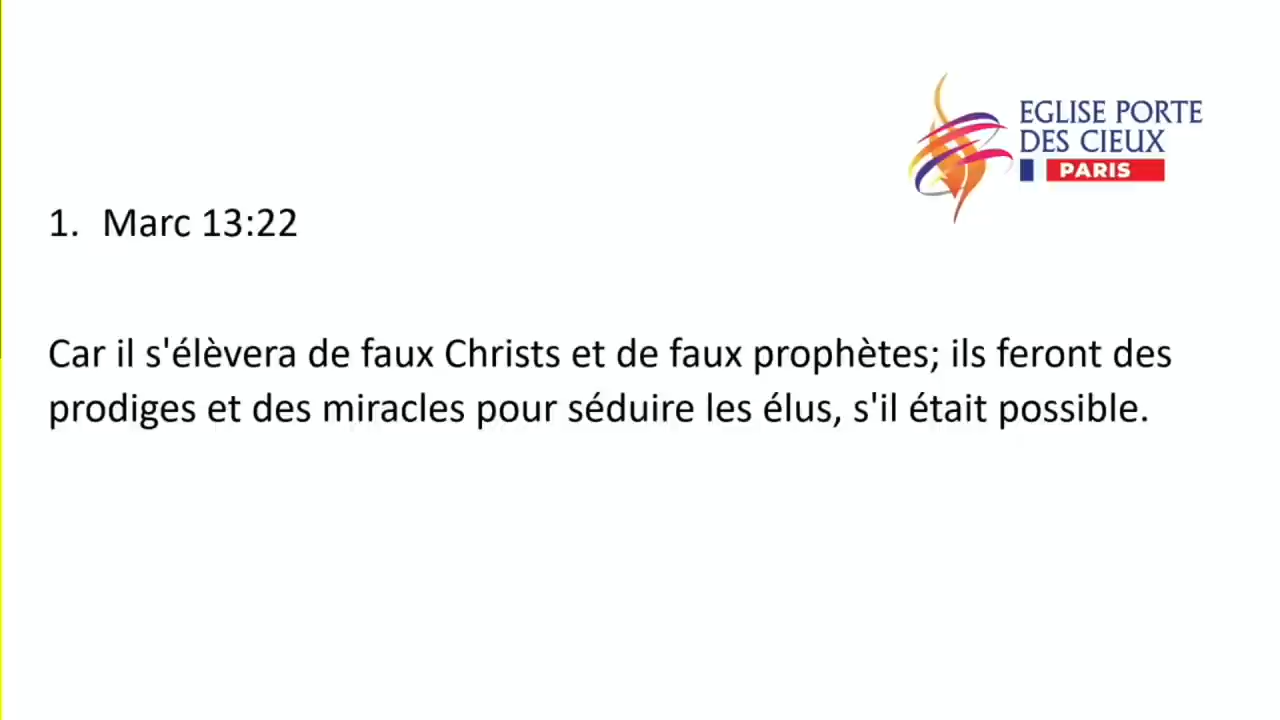 EGLISE PORTE
DES CIEUX
PARIS
1. Marc 13:22
Car il s'élèvera de faux Christs et de faux prophètes; ils feront des
prodiges et des miracles pour séduire les élus, s'il était possible.